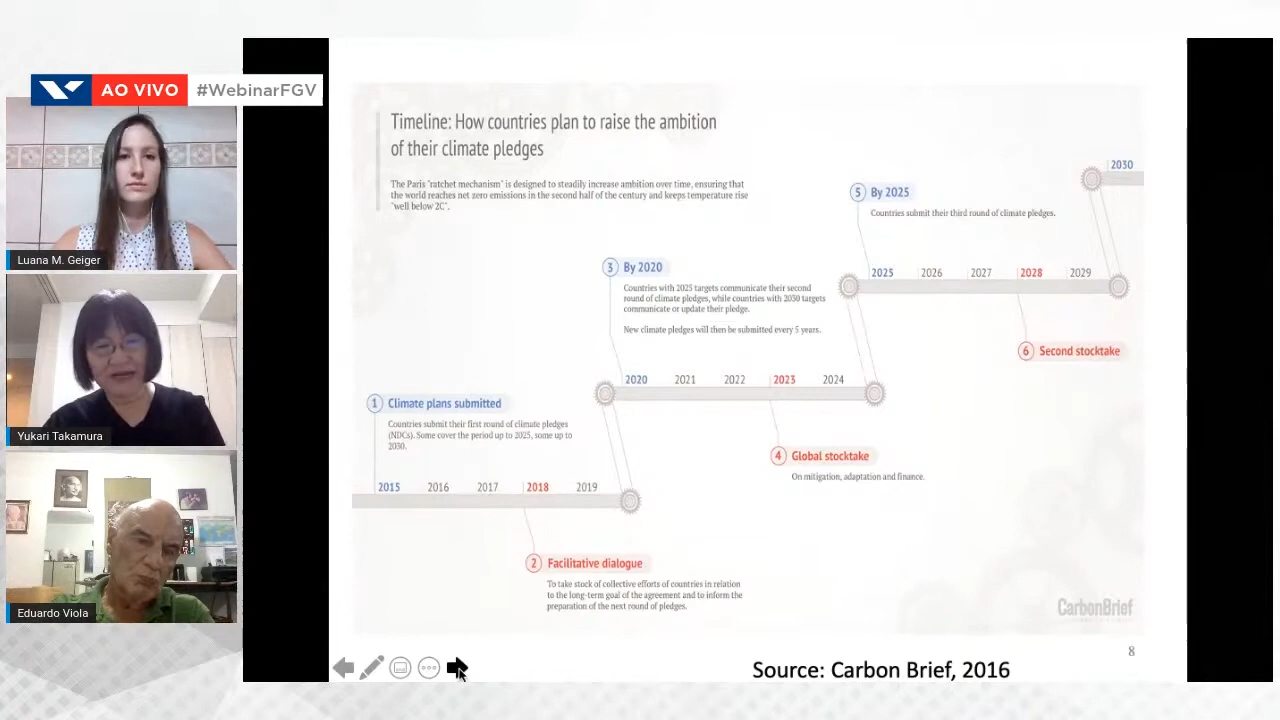 AO VIVO #WebinarFGV
Luana M. Geiger
Yukari Takamura
Eduardo Viola
Timeline: How countries plan to raise the ambition
of their climate pledges
The Paris "ratchet mechanism" is designed to steadily increase ambition over time, ensuring that
the world reaches net zero emissions in the second half of the century and keeps temperature rise
"well below 2C".
1 Climate plans submitted
Countries submit their first round of climate pledges
(NDCs). Some cover the period up to 2025, some up to
2030.
2015 2016 2017 2018 2019
2 Facilitative dialogue
To take stock of collective efforts of countries in relation
to the long-term goal of the agreement and to inform the
preparation of the next round of pledges.
3 By 2020
Countries with 2025 targets communicate their second
round of climate pledges, while countries with 2030 targets
communicate or update their pledge.
New climate pledges will then be submitted every 5 years.
2020 2021 2022 2023 2024
4 Global stocktake
On mitigation, adaptation and finance.
5 By 2025
Countries submit their third round of climate pledges.
2025 2026 2027 2028 2029
6 Second stocktake
2030
CarbonBrief
8
Source: Carbon Brief, 2016